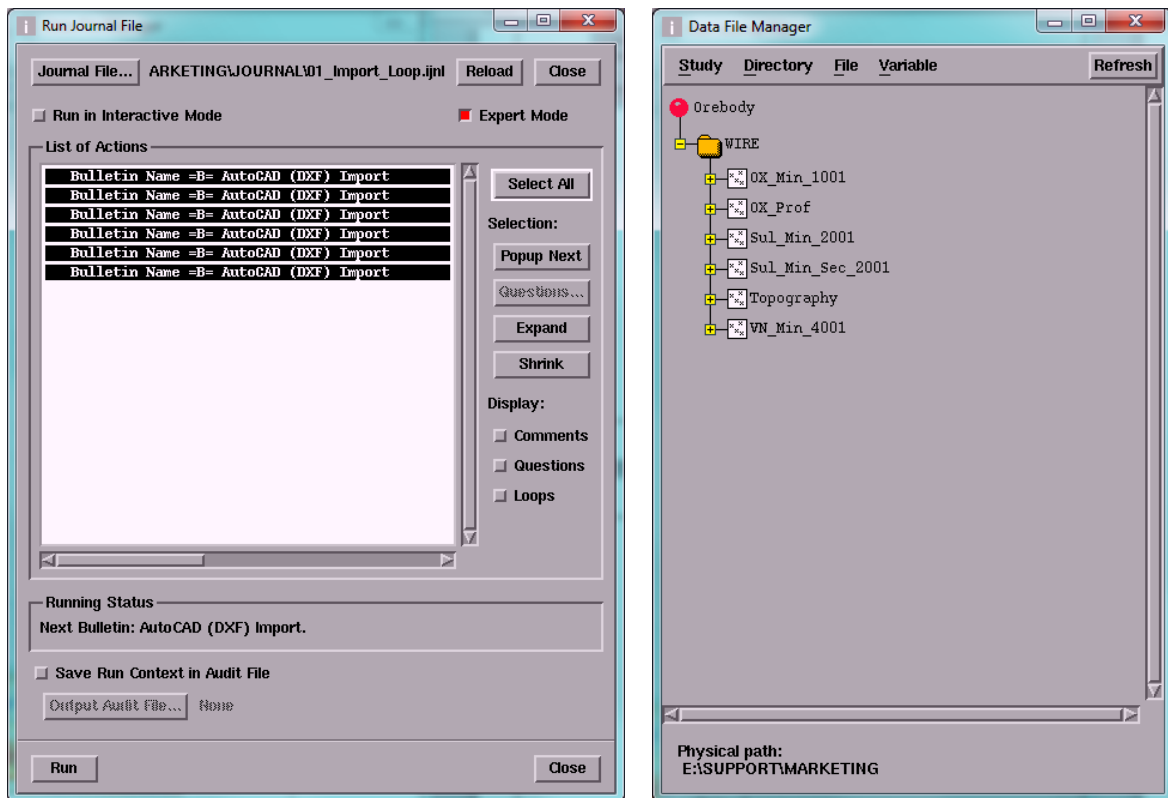 Run Journal File
Journal File... ARKETING\JOURNAL\01_Import_Loop.ijnl Reload Close
Run in Interactive Mode Expert Mode
List of Actions
Bulletin Name =B= AutoCAD (DXF) Import
Bulletin Name =B= AutoCAD (DXF) Import
Bulletin Name =B= AutoCAD (DXF) Import
Bulletin Name =B= AutoCAD (DXF) Import
Bulletin Name =B= AutoCAD (DXF) Import
Bulletin Name =B= AutoCAD (DXF) Import
Select All
Selection:
Popup Next
Questions...
Expand
Shrink
Display:
Comments
Questions
Loops
Running Status
Next Bulletin: AutoCAD (DXF) Import.
Save Run Context in Audit File
Output Audit File... None
Run Close
Data File Manager
Study Directory File Variable Refresh
Orebody
WIRE
OX_Min_1001
OX_Prof
Sul_Min_2001
Sul_Min_Sec_2001
Topography
VN_Min_4001
Physical path:
E:\SUPPORT\MARKETING